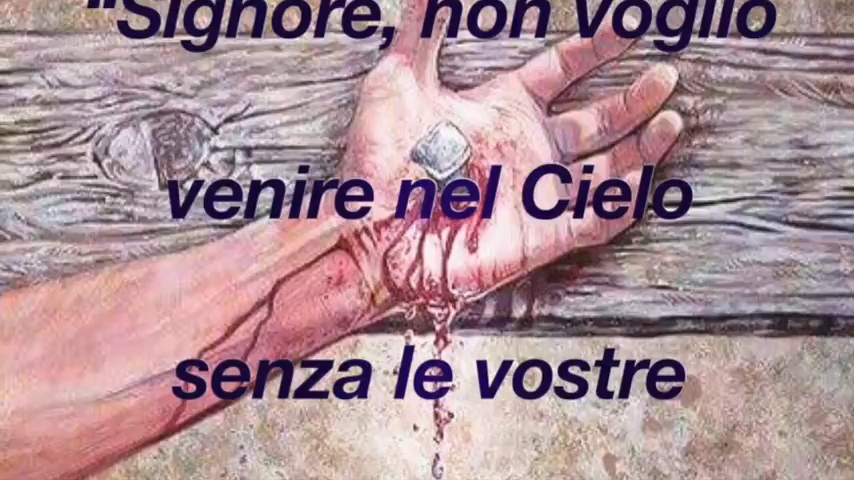 "Signore, non voglio
venire nel Cielo
senza le vostre